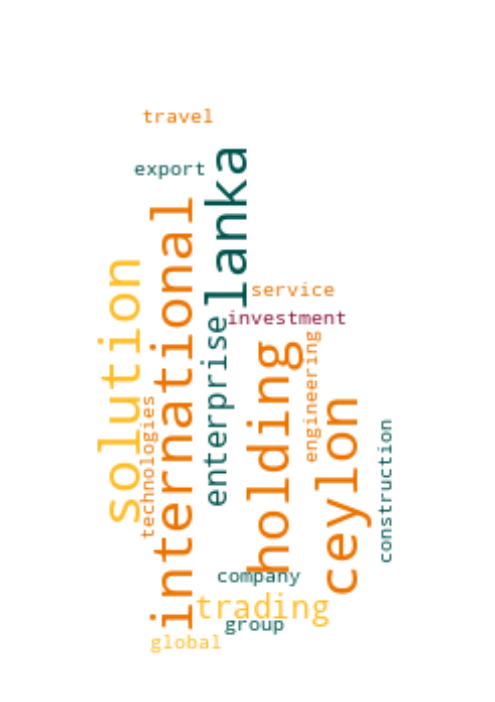 travel
export
lanka
international
solution
service
investment
enterprise
engineering
holding
technologies
ceylon
construction
company
trading
group
global